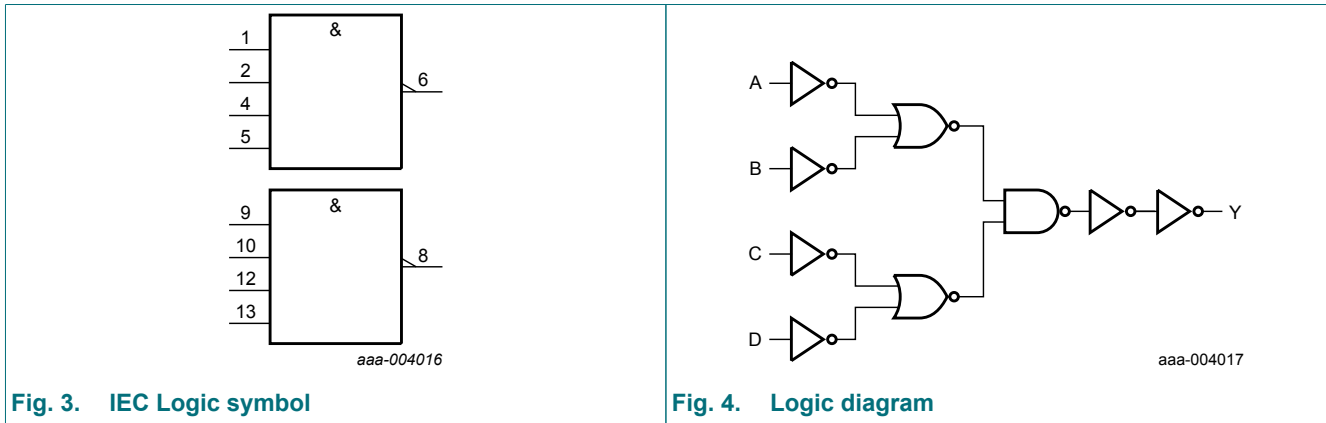 &
1
2
4
5
6
&
9
10
12
13
8
aaa-004016
Fig. 3. IEC Logic symbol
A
B
C
D
Y
aaa-004017
Fig. 4. Logic diagram